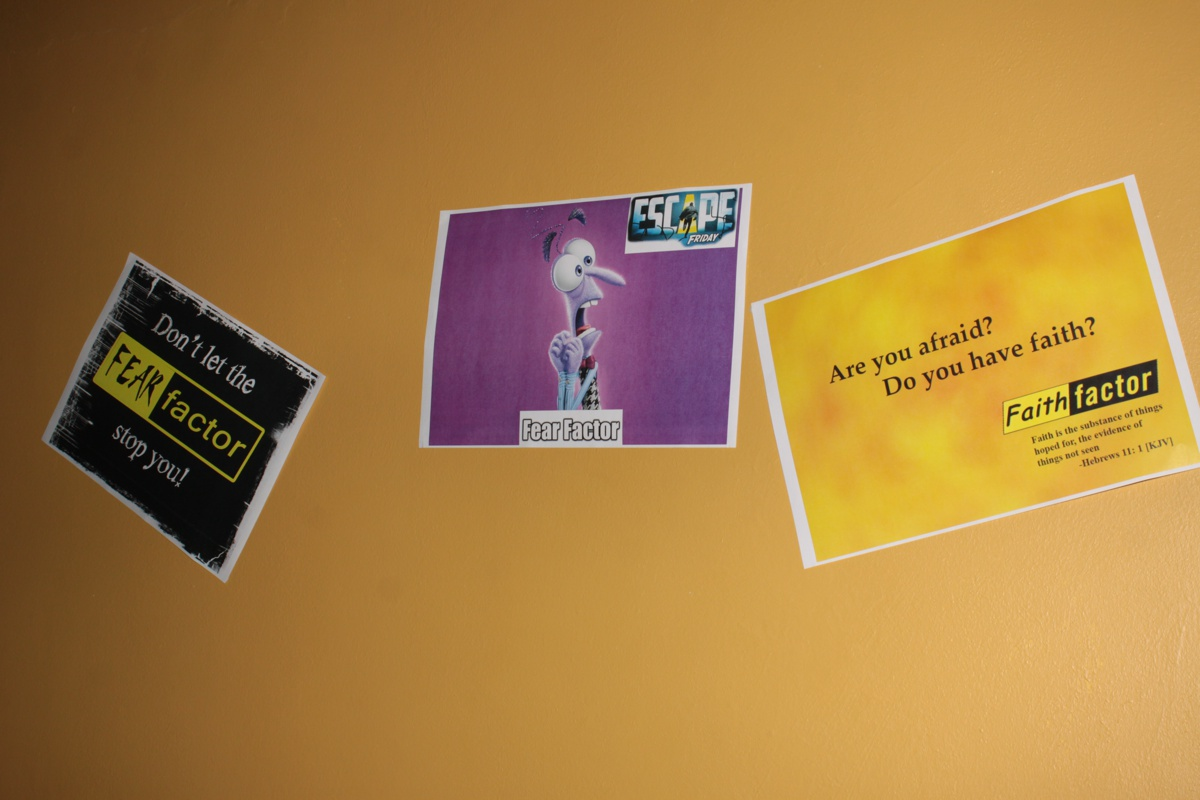 Don't let the
FEAR factor
stop you!
ESCAPE
FRIDAY
Fear Factor
Are you afraid?
Do you have faith?
Faith factor
Faith is the substance of things
hoped for, the evidence of
things not seen
-Hebrews 11: 1 [KJV]